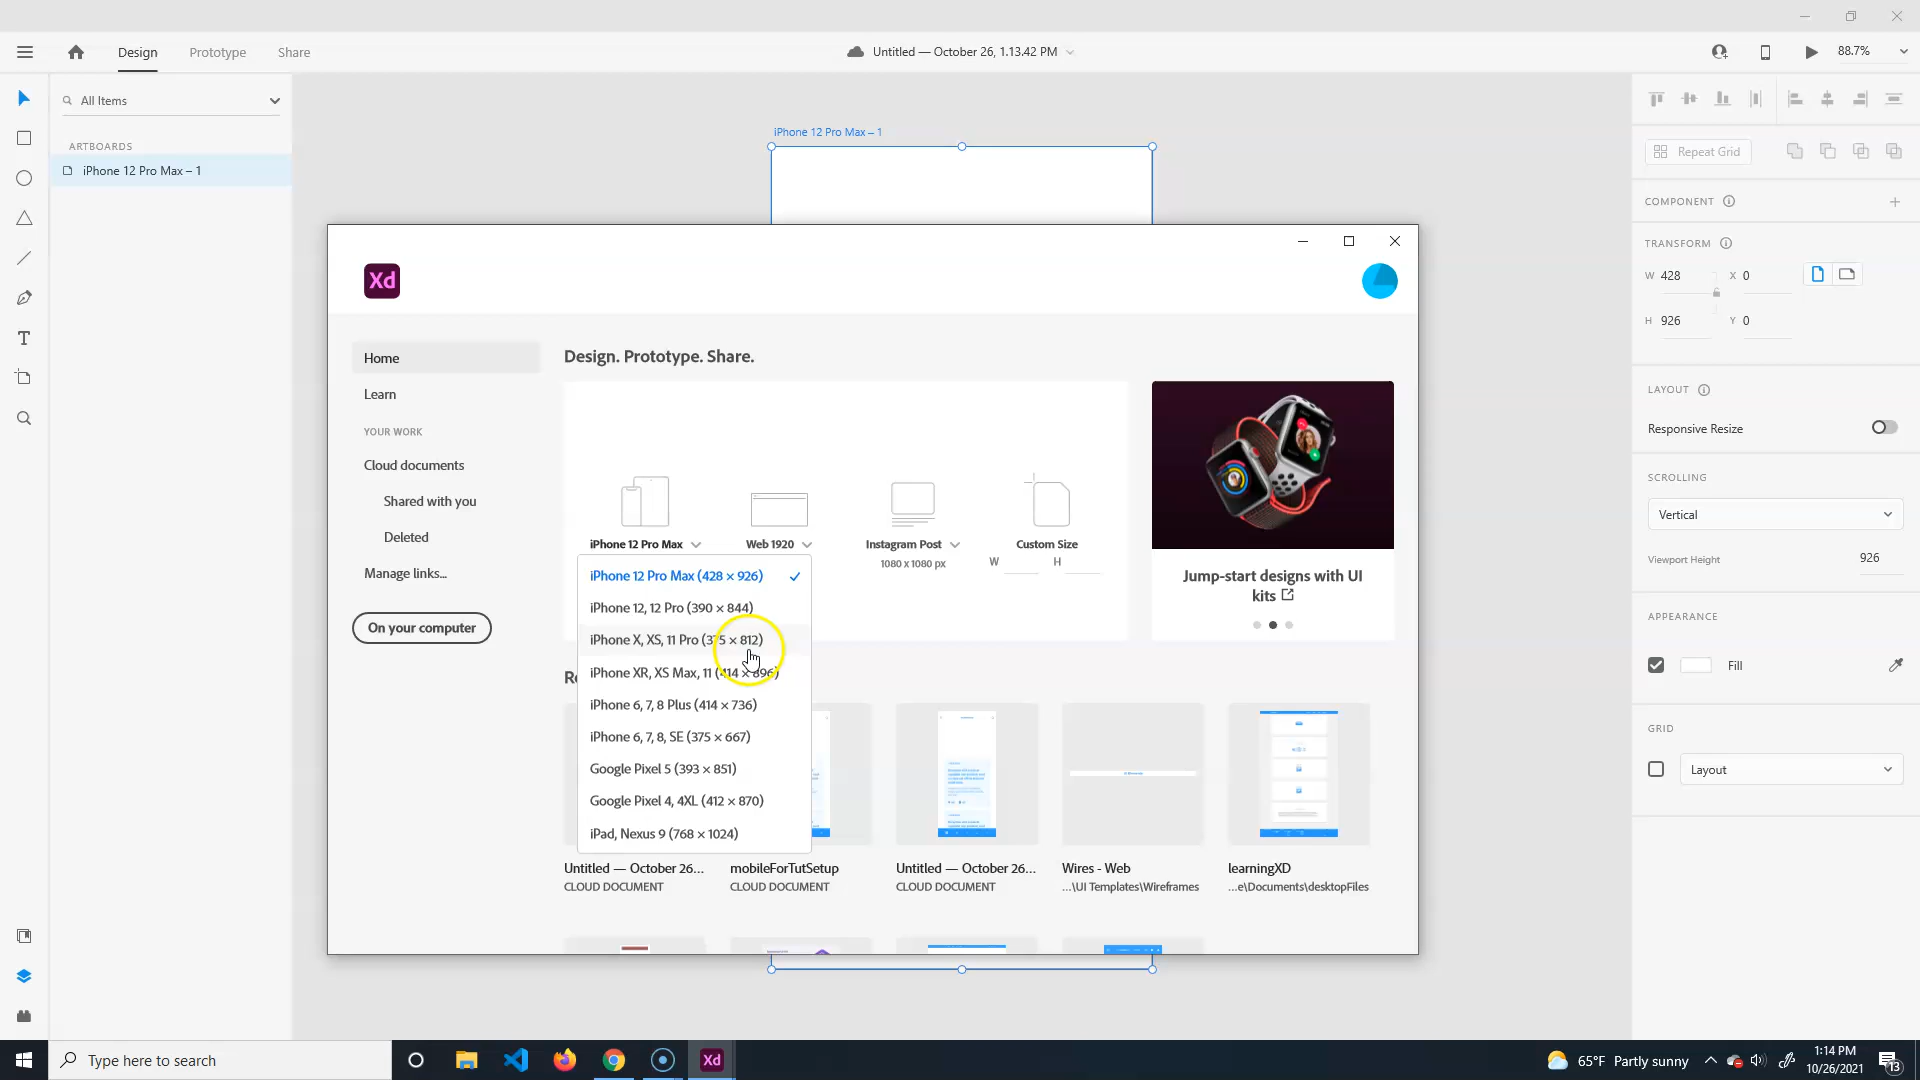 Design
Prototype
Share
Untitled — October 26, 1.13.42 PM
88.7%
All Items
ARTBOARDS
iPhone 12 Pro Max – 1
iPhone 12 Pro Max – 1
Repeat Grid
COMPONENT
TRANSFORM
W 428
X 0
H 926
Y 0
LAYOUT
Responsive Resize
SCROLLING
Vertical
Viewport Height
926
APPEARANCE
Fill
GRID
Layout
Xd
Home
Learn
YOUR WORK
Cloud documents
Shared with you
Deleted
Manage links...
On your computer
Design. Prototype. Share.
iPhone 12 Pro Max
Web 1920
Instagram Post
1080 x 1080 px
Custom Size
W
H
iPhone 12 Pro Max (428 × 926)
iPhone 12, 12 Pro (390 × 844)
iPhone X, XS, 11 Pro (375 × 812)
iPhone XR, XS Max, 11 (414 × 896)
iPhone 6, 7, 8 Plus (414 × 736)
iPhone 6, 7, 8, SE (375 × 667)
Google Pixel 5 (393 × 851)
Google Pixel 4, 4XL (412 × 870)
iPad, Nexus 9 (768 × 1024)
Jump-start designs with UI
kits
Untitled — October 26...
CLOUD DOCUMENT
mobileForTutSetup
CLOUD DOCUMENT
Untitled — October 26...
CLOUD DOCUMENT
Wires - Web
...\UI Templates\Wireframes
learningXD
...e\Documents\desktopFiles
Type here to search
Xd
65°F Partly sunny
1:14 PM
10/26/2021
13